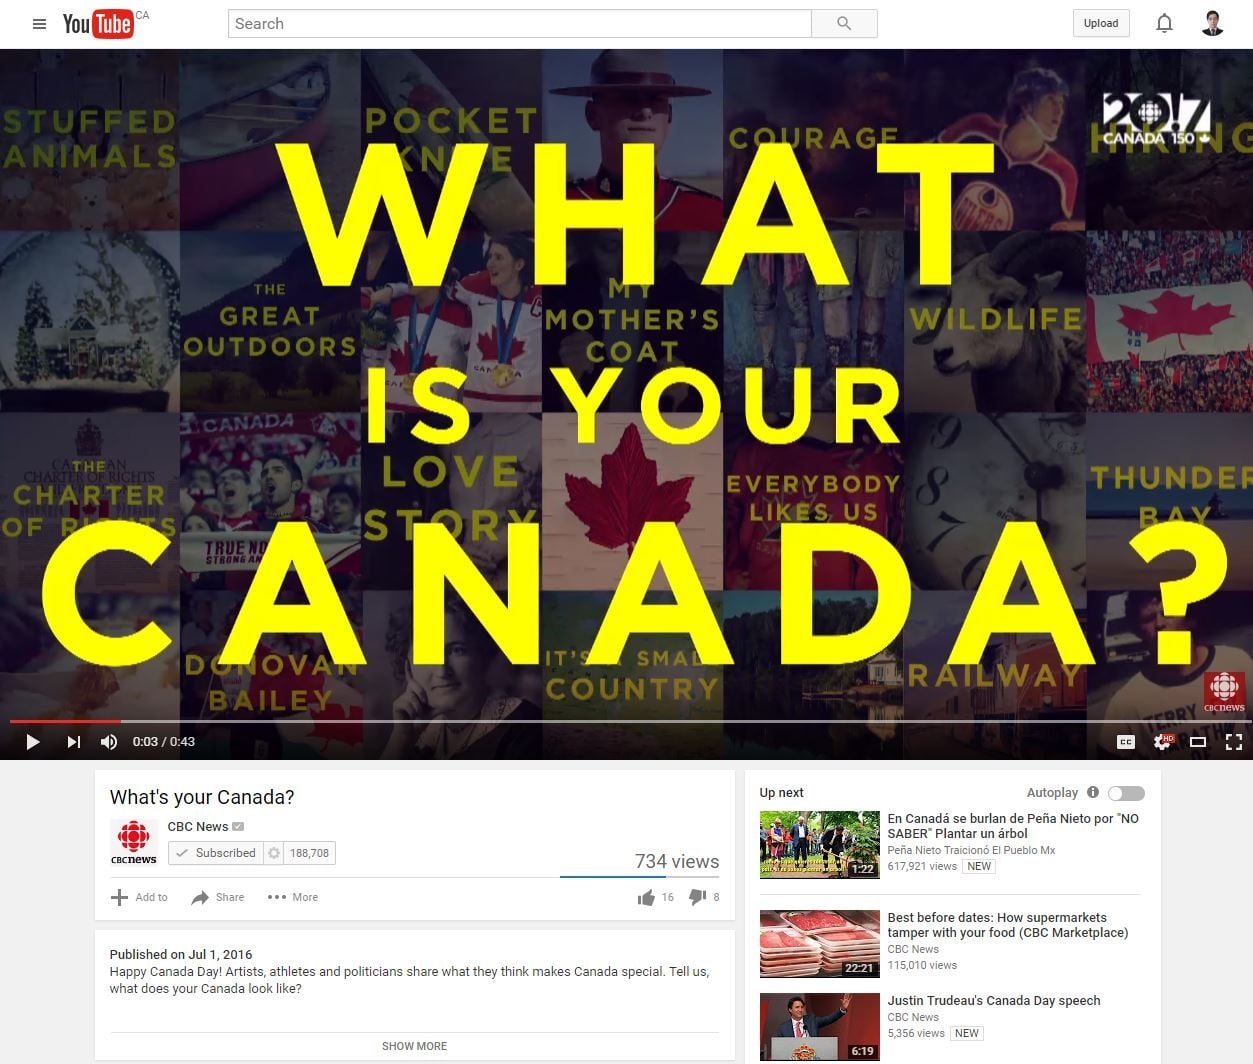 YouTube CA
Search
Upload
STUFFED
ANIMALS
POCKET
KNIFE
COURAGE
2017
CANADA 150
HIKING
WHAT
THE
GREAT
OUTDOORS
MY
MOTHER'S
COAT
WILDLIFE
IS YOUR
CANADA
THE
CHARTER
OF RIGHTS
TRUE NO
STRONG AN
LOVE
STORY
EVERYBODY
LIKES US
THUNDER
BAY
CANADA?
DONOVAN
BAILEY
IT'S A SMALL
COUNTRY
RAILWAY
TERRY
CBCNEWS
0:03 / 0:43
CC
HD
What's your Canada?
CBC News
CBCNEWS
Subscribed
188,708
734 views
Add to
Share
More
16
8
Published on Jul 1, 2016
Happy Canada Day! Artists, athletes and politicians share what they think makes Canada special. Tell us,
what does your Canada look like?
SHOW MORE
Up next
Autoplay
1:22
En Canadá se burlan de Peña Nieto por "NO
SABER" Plantar un árbol
Peña Nieto Traicionó El Pueblo Mx
617,921 views NEW
22:21
Best before dates: How supermarkets
tamper with your food (CBC Marketplace)
CBC News
115,010 views
6:19
Justin Trudeau's Canada Day speech
CBC News
5,356 views NEW